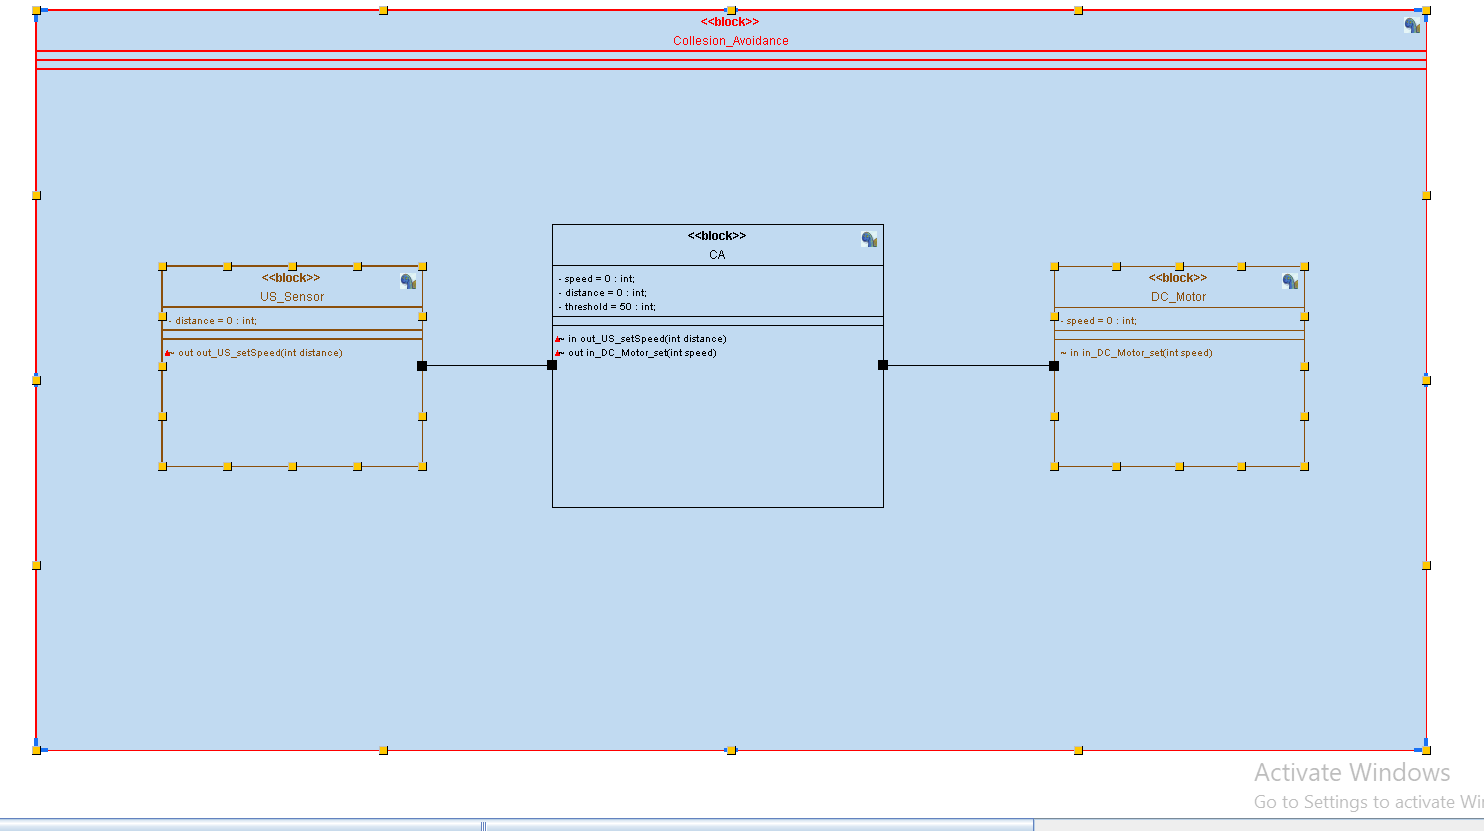 <<block>>
Collesion_Avoidance
<<block>>
US_Sensor
- distance = 0 : int;
~ out out_US_setSpeed(int distance)
<<block>>
CA
- speed = 0 : int;
- distance = 0 : int;
- threshold = 50 : int;
~ in out_US_setSpeed(int distance)
~ out in_DC_Motor_set(int speed)
<<block>>
DC_Motor
- speed = 0 : int;
~ in in_DC_Motor_set(int speed)
Activate Windows
Go to Settings to activate Wi